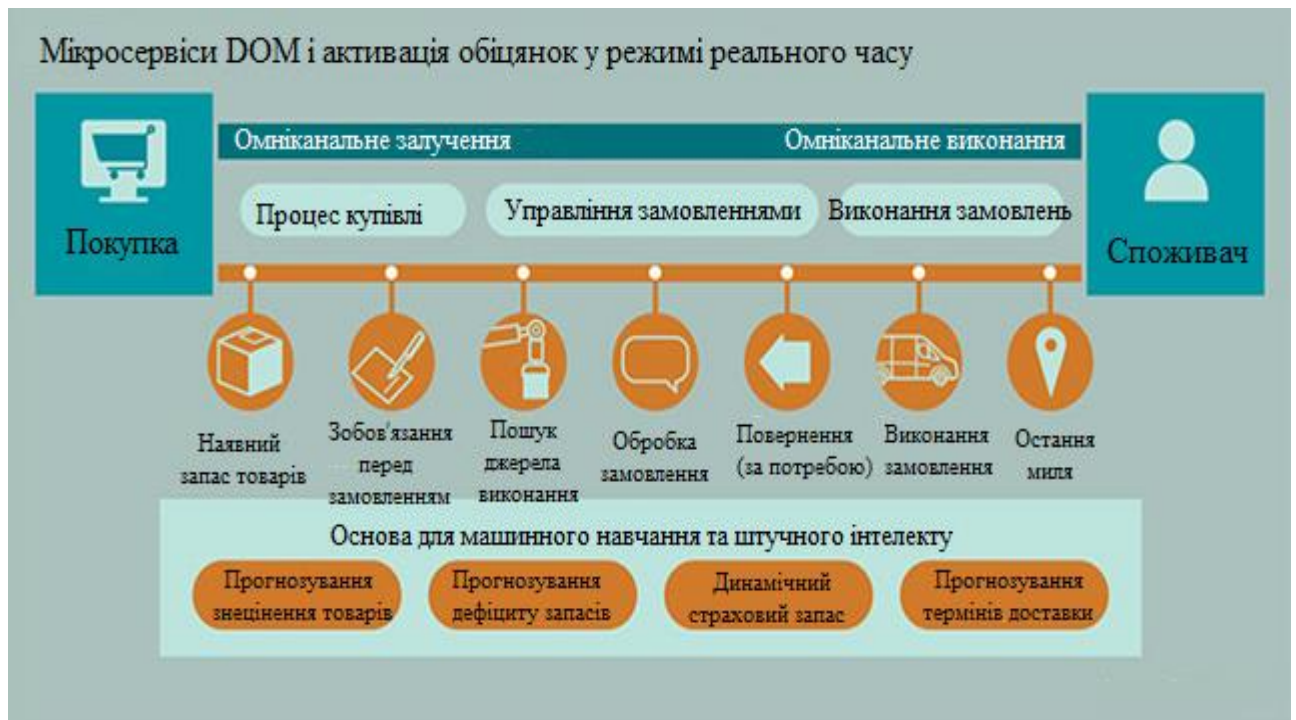 Мікросервіси DOM і активація обіцянок у режимі реального часу
Омніканальне залучення
Омніканальне виконання
Покупка
Процес купівлі
Управління замовленнями
Виконання замовлень
Споживач
Наявний
запас товарів
Зобов'язання
перед
замовленням
Пошук
джерела
виконання
Обробка
замовлення
Повернення
(за потребою)
Виконання
замовлення
Остання
миля
Основа для машинного навчання та штучного інтелекту
Прогнозування
знецінення товарів
Прогнозування
дефіциту запасів
Динамічний
страховий запас
Прогнозування
термінів доставки